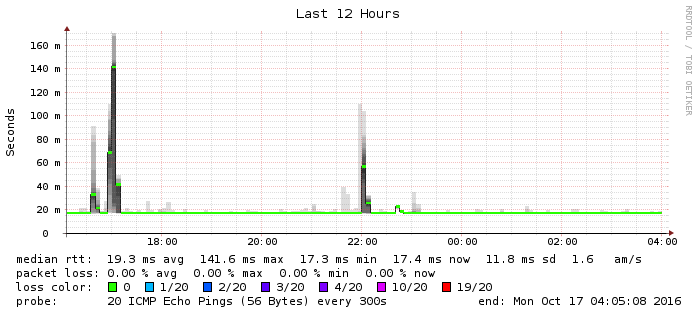 Last 12 Hours
RRDTOOL / TOBI OETIKER
Seconds
160 m
140 m
120 m
100 m
80 m
60 m
40 m
20 m
0
18:00 20:00 22:00 00:00 02:00 04:00
median rtt: 19.3 ms avg 141.6 ms max 17.3 ms min 17.4 ms now 11.8 ms sd 1.6 am/s
packet loss: 0.00 % avg 0.00 % max 0.00 % min 0.00 % now
loss color: 0 1/20 2/20 3/20 4/20 10/20 19/20
probe: 20 ICMP Echo Pings (56 Bytes) every 300s end: Mon Oct 17 04:05:08 2016